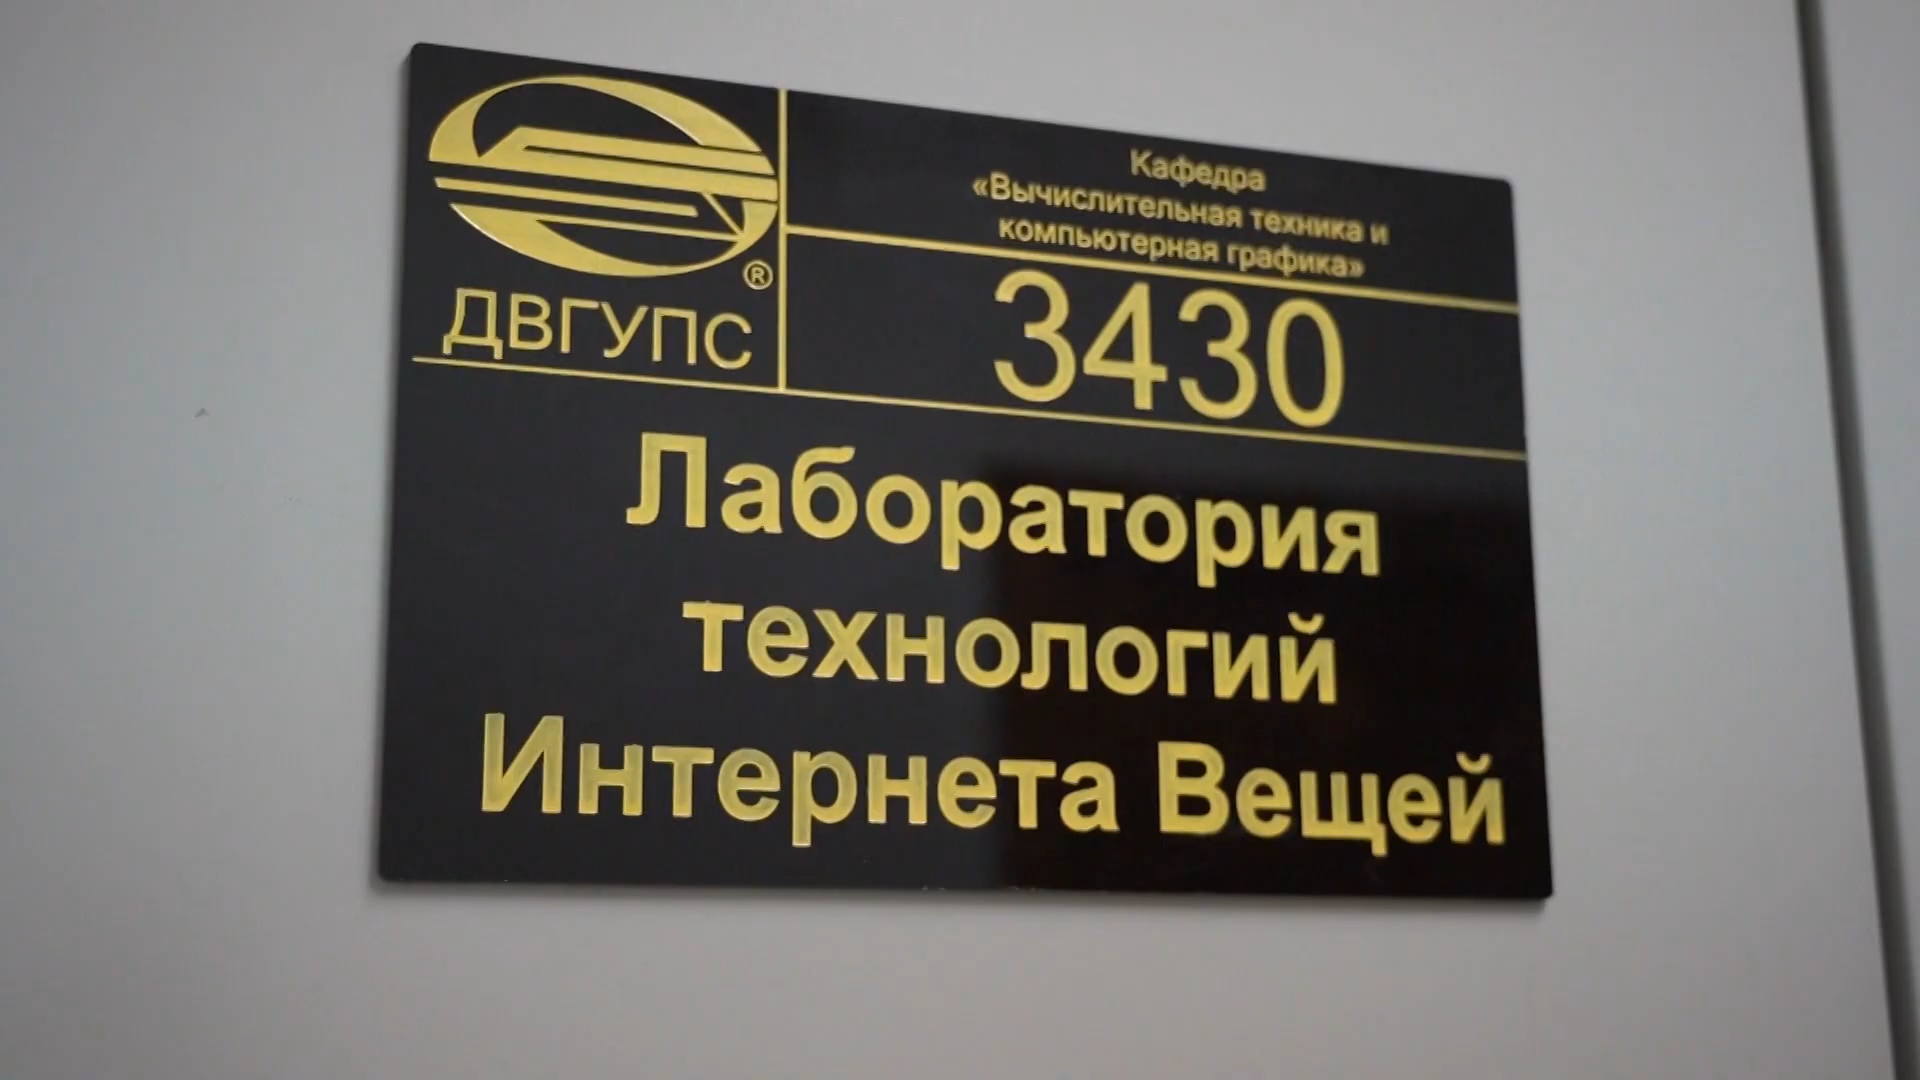 ДВГУПС
®
Кафедра
«Вычислительная техника и
компьютерная графика»
3430
Лаборатория
технологий
Интернета Вещей